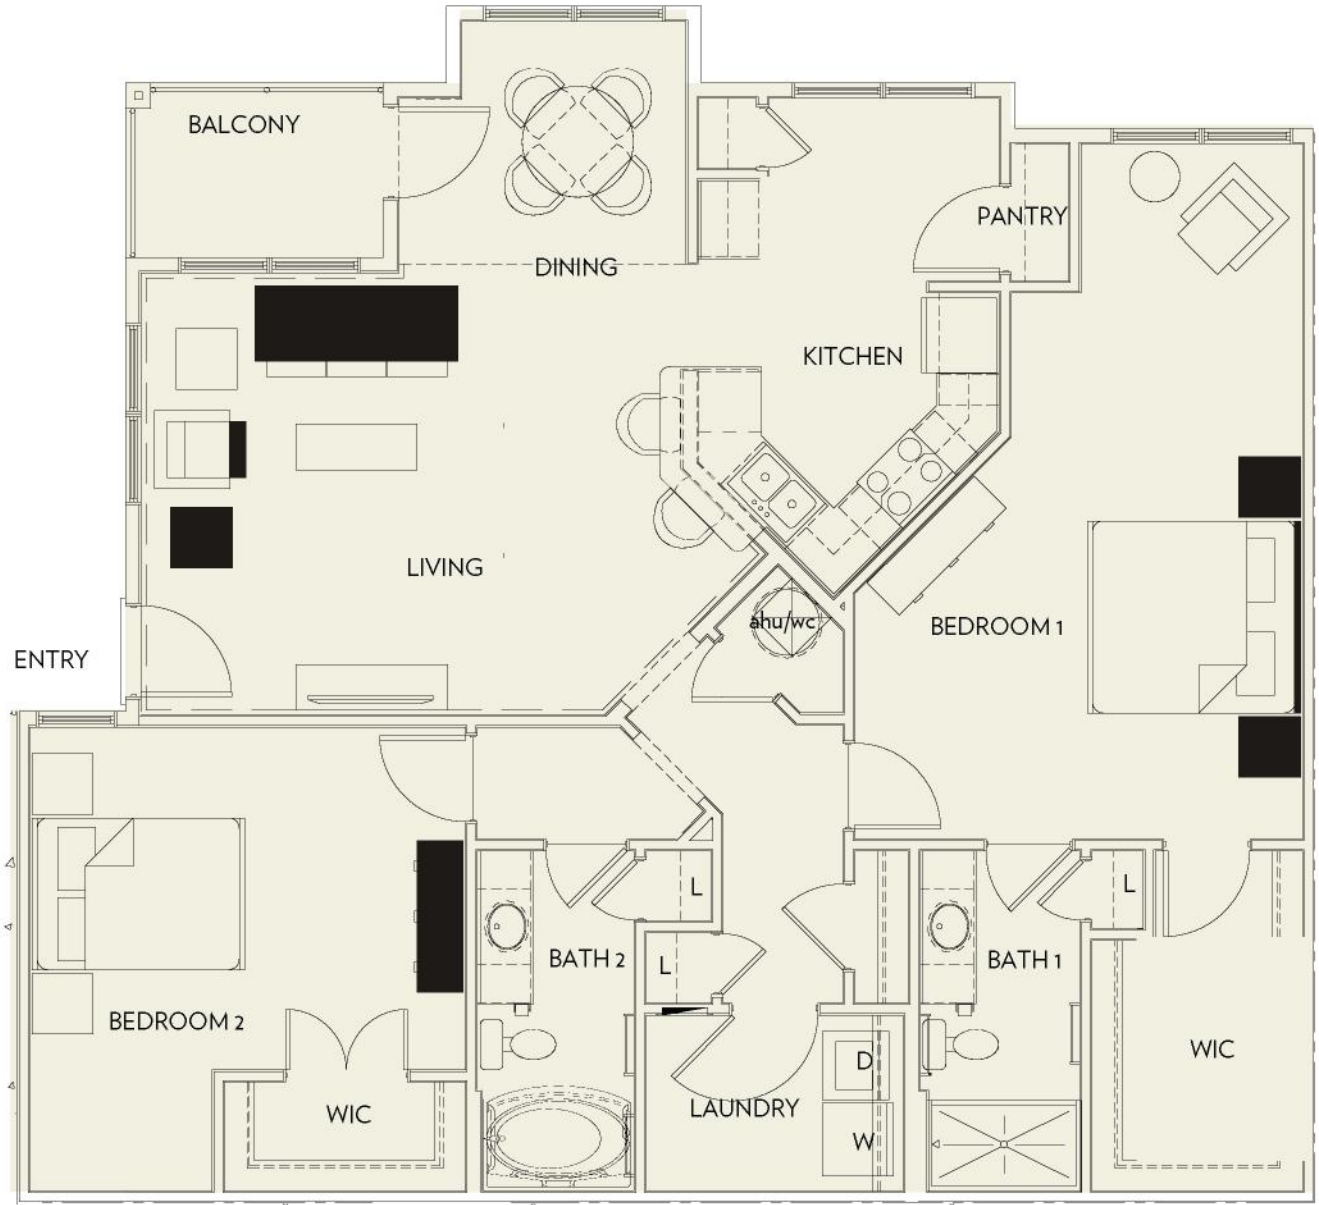 BALCONY
PANTRY
DINING
KITCHEN
LIVING
ahu/wc
BEDROOM 1
ENTRY
L
L
BATH 2
L
BATH 1
BEDROOM 2
WIC
D
LAUNDRY
WIC
W